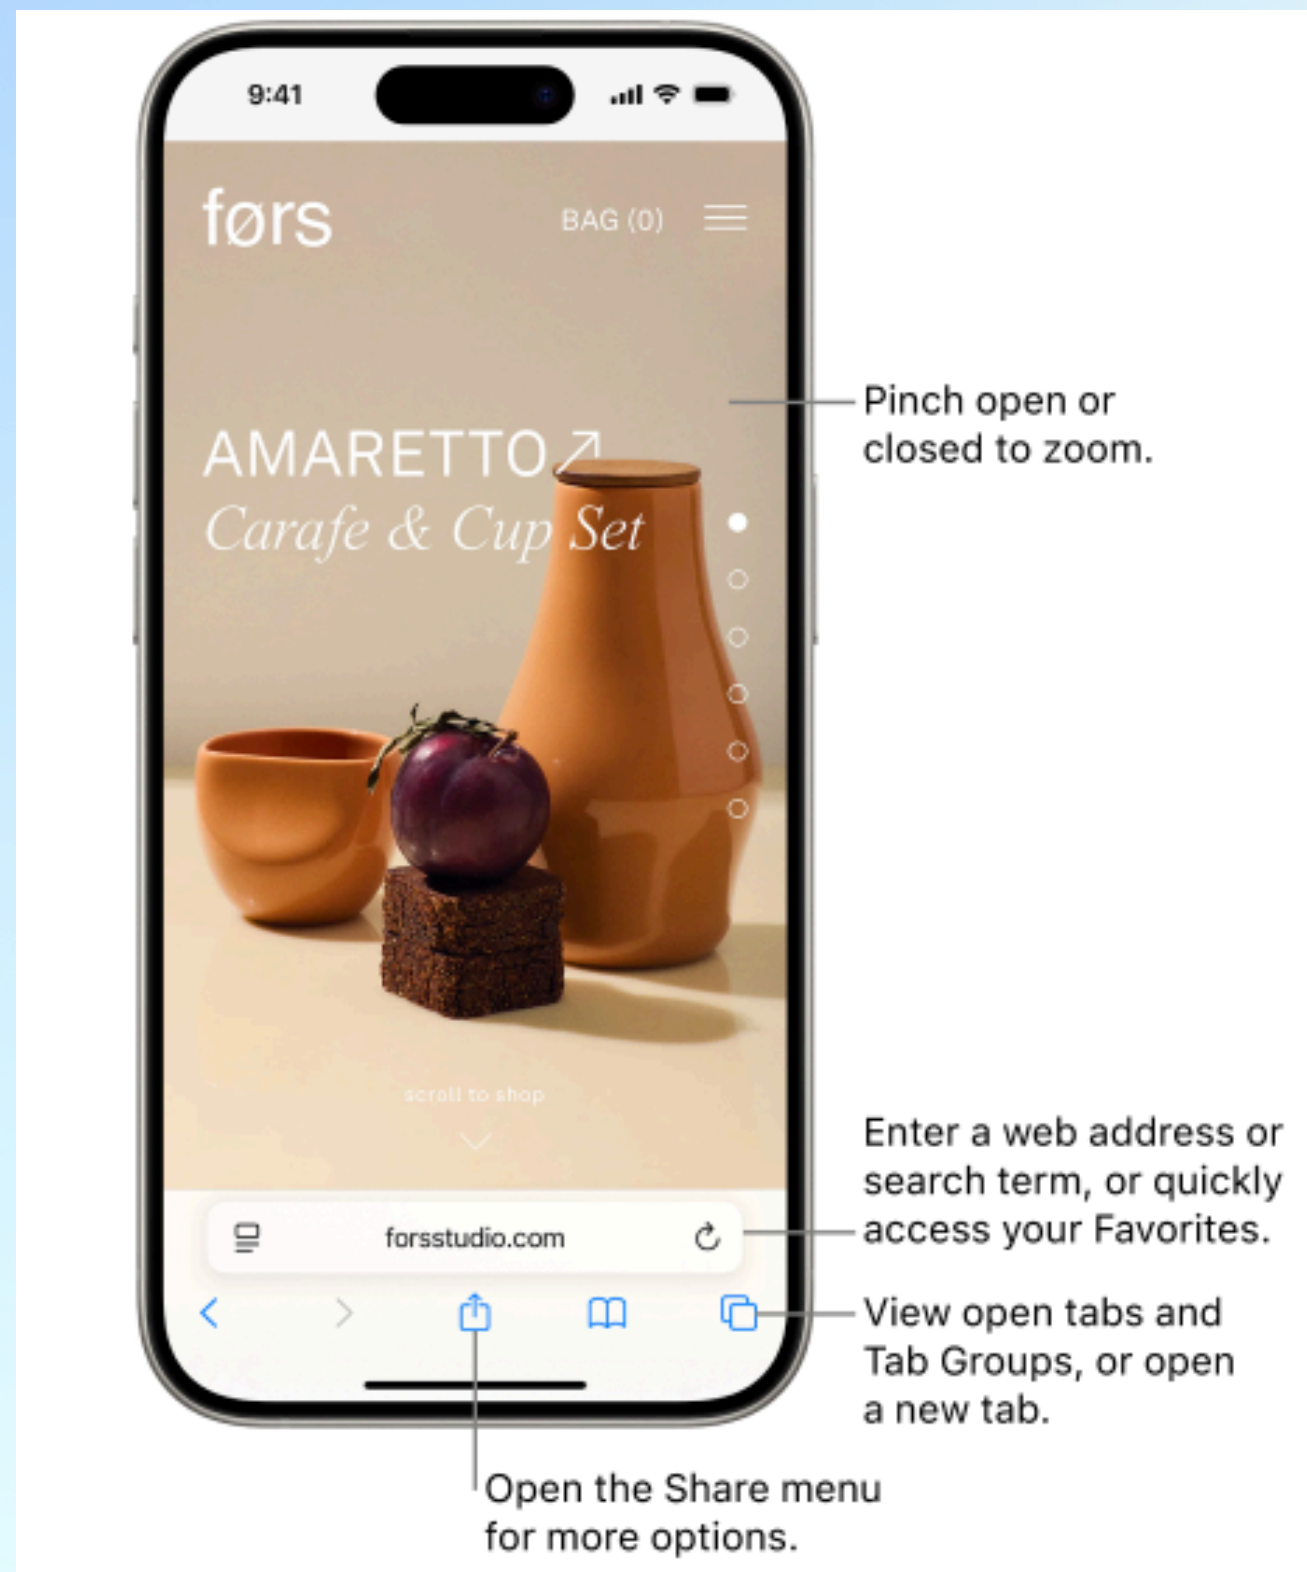 9:41
førs
BAG (0)
AMARETTO↗
Carafe & Cup Set
scroll to shop
forsstudio.com
Pinch open or
closed to zoom.
Enter a web address or
search term, or quickly
access your Favorites.
View open tabs and
Tab Groups, or open
a new tab.
Open the Share menu
for more options.